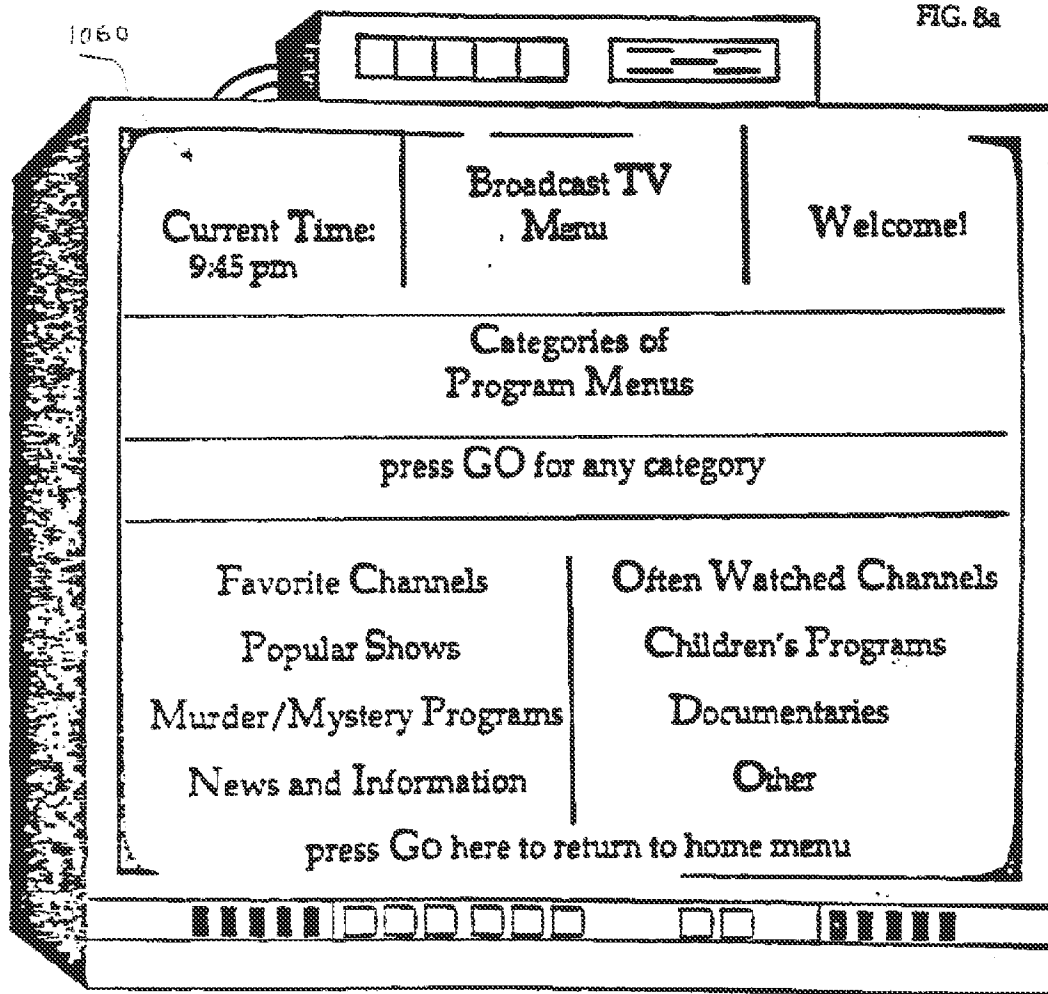 FIG. 8a
1060
Broadcast TV
Menu
Current Time:
9:45 pm
Welcome!
Categories of
Program Menus
press GO for any category
Favorite Channels
Often Watched Channels
Popular Shows
Children's Programs
Murder/Mystery Programs
Documentaries
News and Information
Other
press Go here to return to home menu